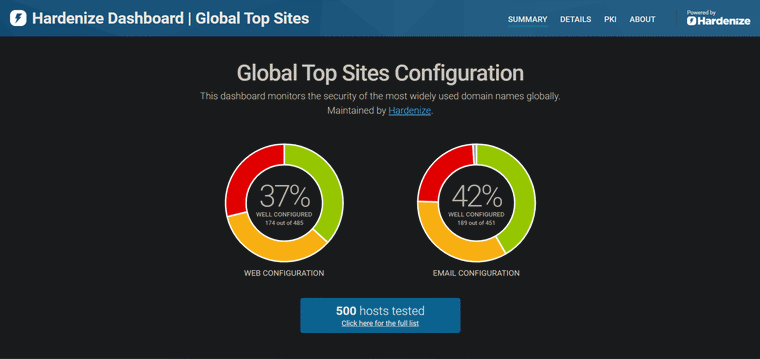 Hardenize Dashboard | Global Top Sites
SUMMARY DETAILS PKI ABOUT
Powered by
Hardenize
Global Top Sites Configuration
This dashboard monitors the security of the most widely used domain names globally.
Maintained by Hardenize.
37%
WELL CONFIGURED
174 out of 485
WEB CONFIGURATION
42%
WELL CONFIGURED
189 out of 451
EMAIL CONFIGURATION
500 hosts tested
Click here for the full list